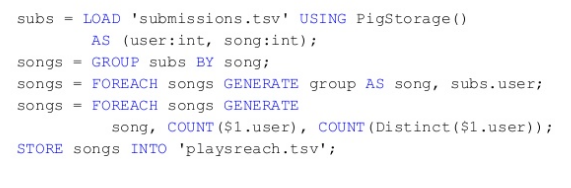 subs = LOAD 'submissions.tsv' USING PigStorage()
AS (user:int, song:int);
songs = GROUP subs BY song;
songs = FOREACH songs GENERATE group AS song, subs.user;
songs = FOREACH songs GENERATE
song, COUNT($1.user), COUNT(Distinct($1.user));
STORE songs INTO 'playsreach.tsv';